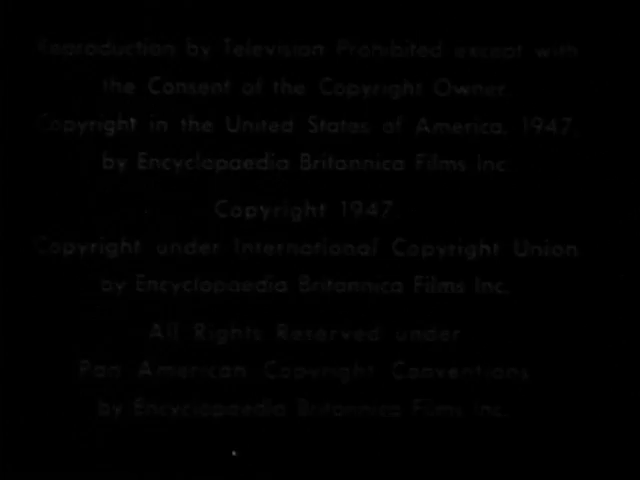 Reproduction by Television Prohibited except with
the Consent of the Copyright Owner.
Copyright in the United States of America, 1947,
by Encyclopaedia Britannica Films Inc.
Copyright 1947
Copyright under International Copyright Union
by Encyclopaedia Britannica Films Inc.
All Rights Reserved under
Pan American Copyright Conventions
by Encyclopaedia Britannica Films Inc.